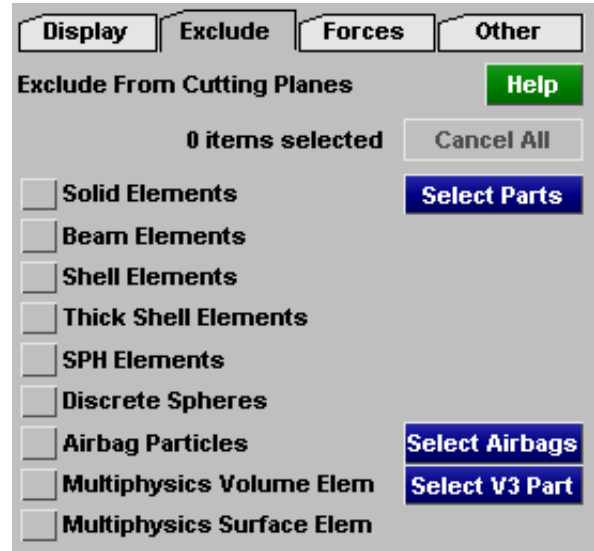 Display Exclude Forces Other
Exclude From Cutting Planes Help
0 items selected Cancel All
Solid Elements Select Parts
Beam Elements
Shell Elements
Thick Shell Elements
SPH Elements
Discrete Spheres
Airbag Particles Select Airbags
Multiphysics Volume Elem Select V3 Part
Multiphysics Surface Elem